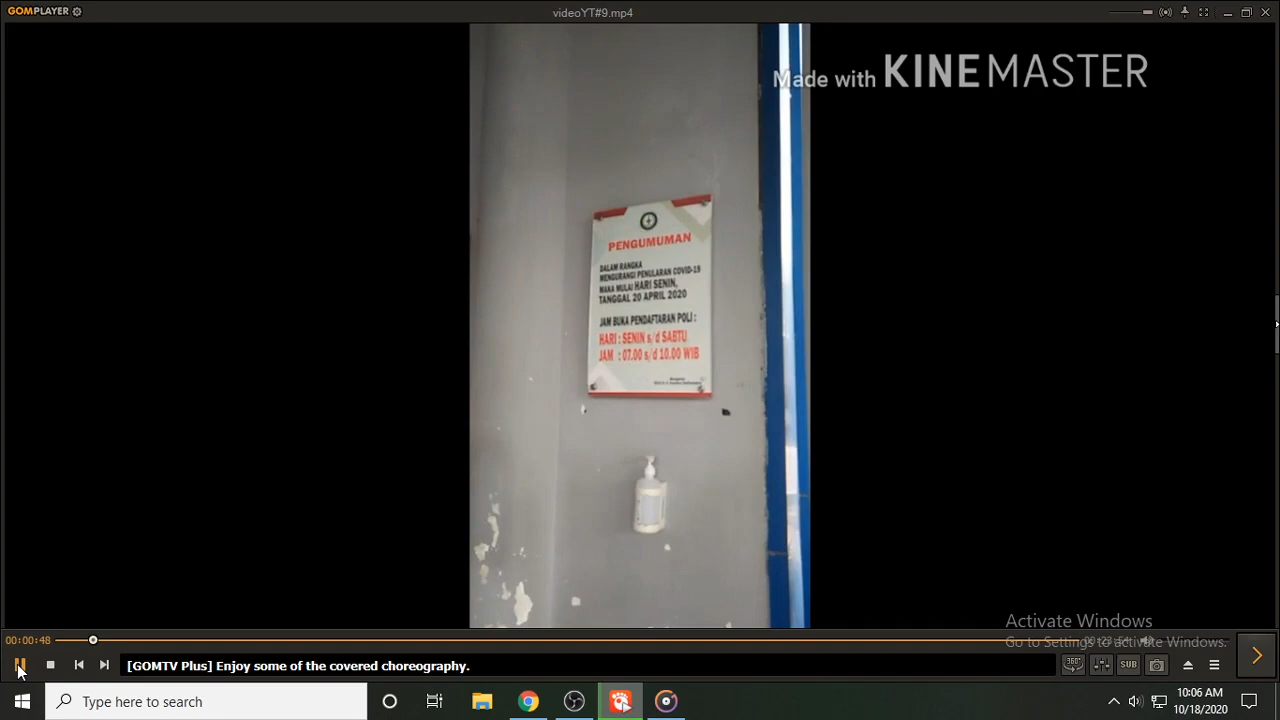 GOMPLAYER
videoYT#9.mp4
Made with KINEMASTER
PENGUMUMAN
DALAM RANGKA
MENGURANGI PENULARAN COVID-19
MAKA MULAI HARI SENIN,
TANGGAL 20 APRIL 2020
JAM BUKA PENDAFTARAN POLI :
HARI : SENIN s/d SABTU
JAM : 07.00 s/d 10.00 WIB
Activate Windows
Go to Settings to activate Windows.
00:00:48
[GOMTV Plus] Enjoy some of the covered choreography.
360°
SUB
Type here to search
10:06 AM
10/18/2020